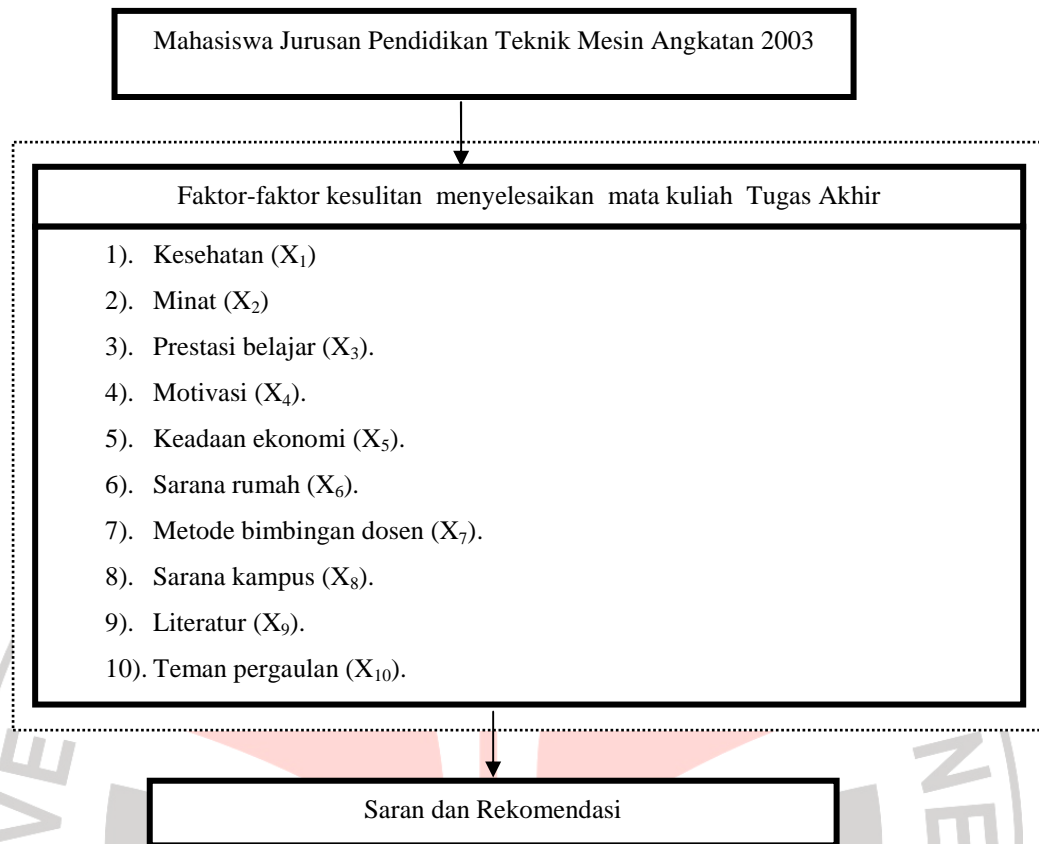 Mahasiswa Jurusan Pendidikan Teknik Mesin Angkatan 2003
Faktor-faktor kesulitan menyelesaikan mata kuliah Tugas Akhir
1). Kesehatan (X₁)
2). Minat (X₂)
3). Prestasi belajar (X₃).
4). Motivasi (X₄).
5). Keadaan ekonomi (X₅).
6). Sarana rumah (X₆).
7). Metode bimbingan dosen (X₇).
8). Sarana kampus (X₈).
9). Literatur (X₉).
10). Teman pergaulan (X₁₀).
Saran dan Rekomendasi